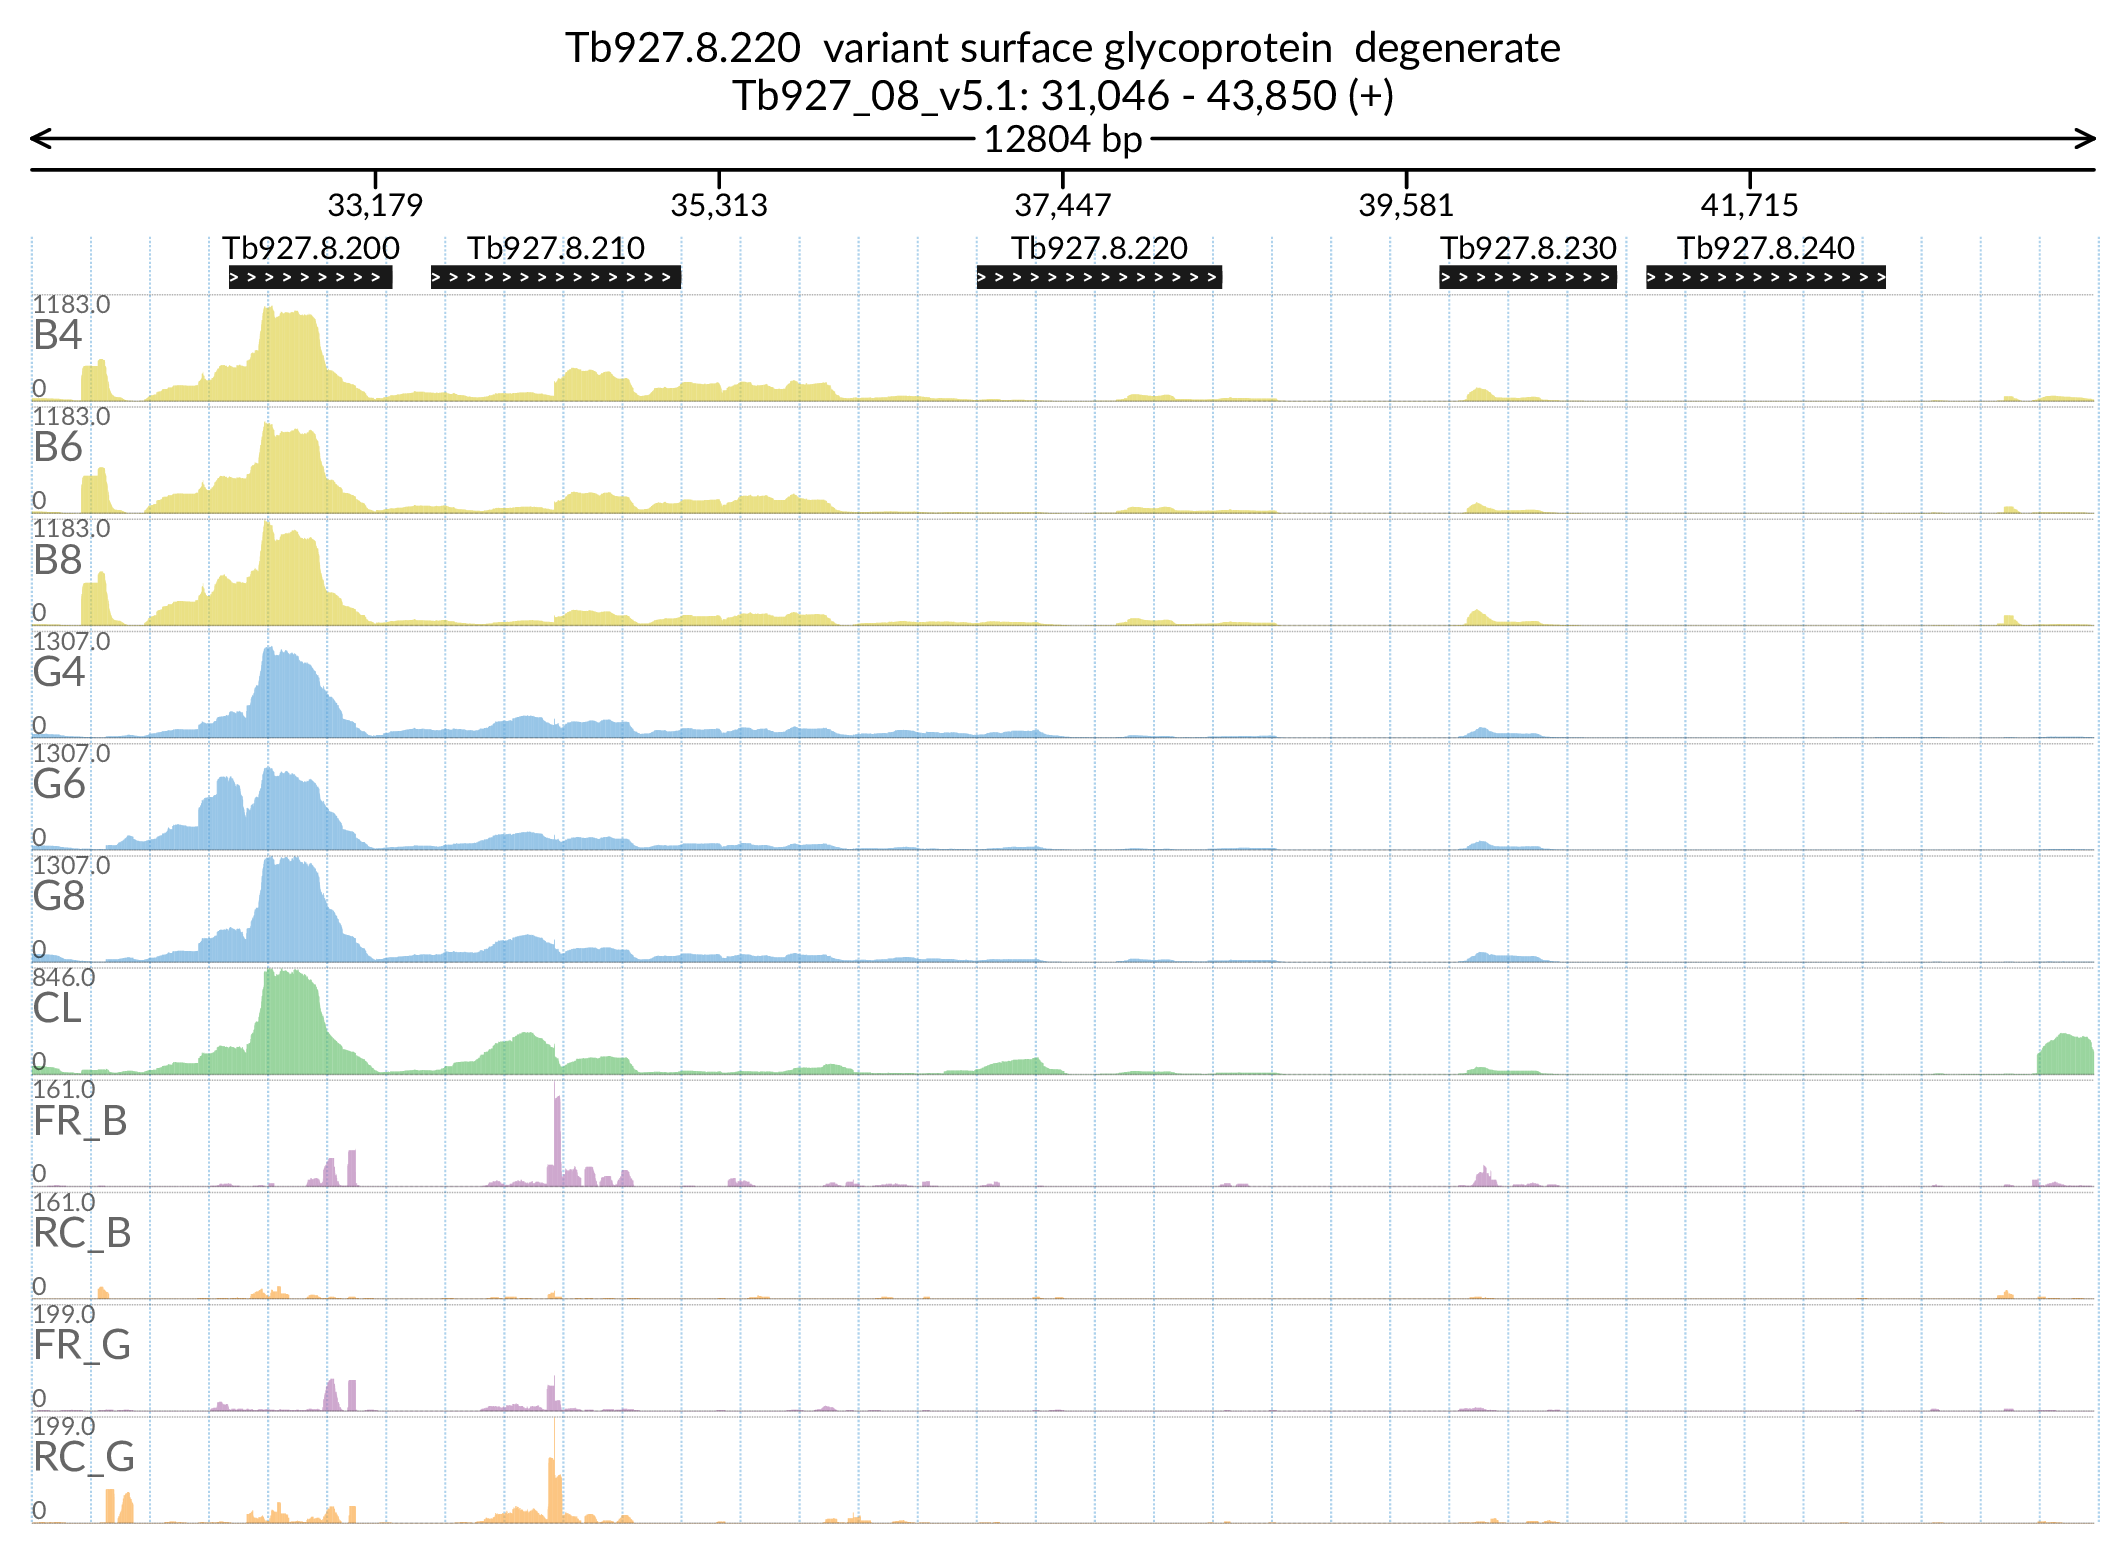 Tb927.8.220  variant surface glycoprotein  degenerate
Tb927_08_v5.1: 31,046 - 43,850 (+)
12804 bp
33,179 35,313 37,447 39,581 41,715
Tb927.8.200 Tb927.8.210 Tb927.8.220 Tb927.8.230 Tb927.8.240
1183.0
B4
0
1183.0
B6
0
1183.0
B8
0
1307.0
G4
0
1307.0
G6
0
1307.0
G8
0
846.0
CL
0
161.0
FR_B
0
161.0
RC_B
0
199.0
FR_G
0
199.0
RC_G
0